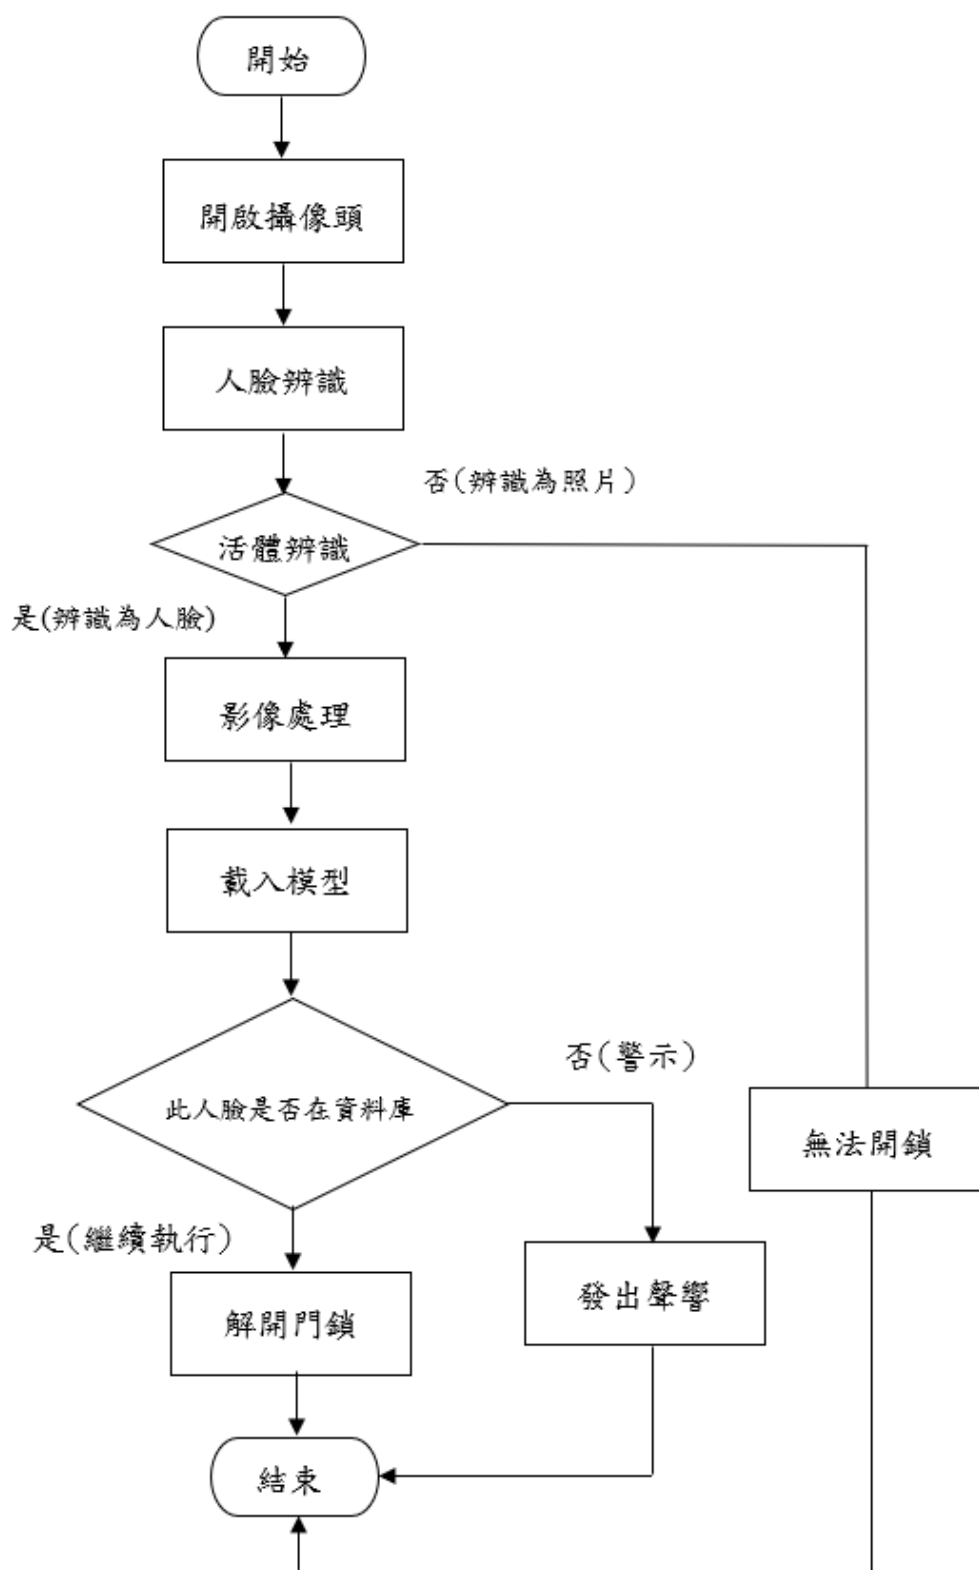 開始
開啟攝像頭
人臉辨識
否(辨識為照片)
活體辨識
是(辨識為人臉)
影像處理
載入模型
否(警示)
此人臉是否在資料庫
無法開鎖
是(繼續執行)
發出聲響
解開門鎖
結束